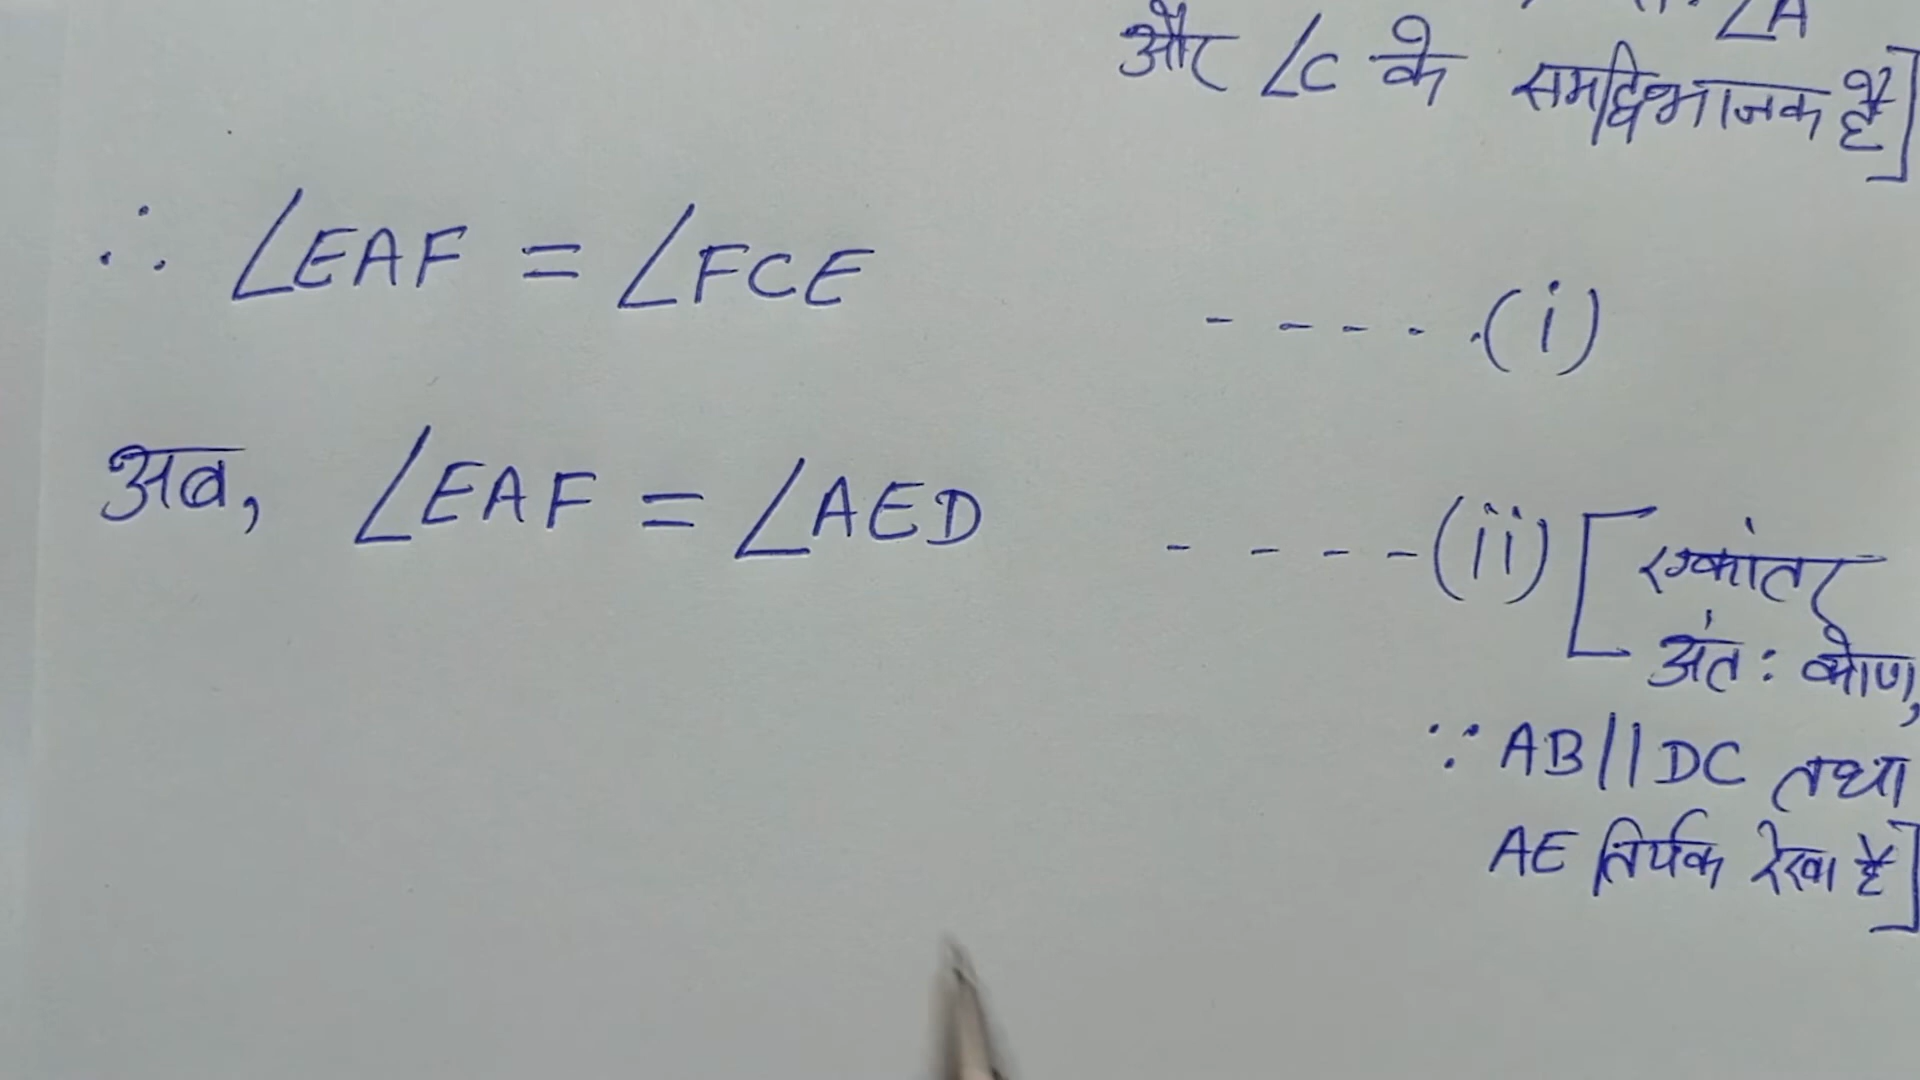 ∠A
और ∠C के समद्विभाजक है]
∴ ∠EAF = ∠FCE -----(i)
अब, ∠EAF = ∠AED ----(ii) [एकांतर
अंत: कोण,
∵ AB||DC तथा
AE तिर्यक रेखा है]